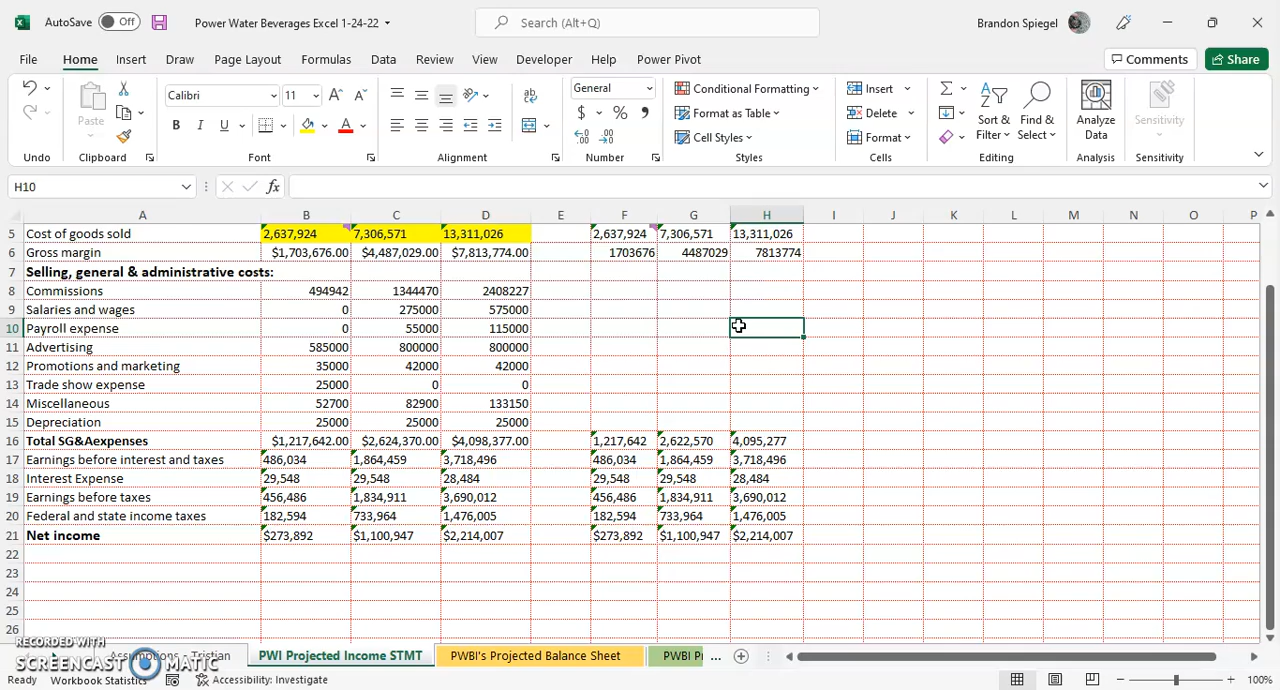 AutoSave Off Power Water Beverages Excel 1-24-22 Search (Alt+Q) Brandon Spiegel
File Home Insert Draw Page Layout Formulas Data Review View Developer Help Power Pivot Comments Share
Calibri 11 General Conditional Formatting Insert
Paste Format as Table Delete Sort & Find & Analyze Sensitivity
B I U Cell Styles Format Filter Select Data
Undo Clipboard Font Alignment Number Styles Cells Editing Analysis Sensitivity
H10 fx
A B C D E F G H I J K L M N O P
5 Cost of goods sold 2,637,924 7,306,571 13,311,026 2,637,924 7,306,571 13,311,026
6 Gross margin $1,703,676.00 $4,487,029.00 $7,813,774.00 1703676 4487029 7813774
7 Selling, general & administrative costs:
8 Commissions 494942 1344470 2408227
9 Salaries and wages 0 275000 575000
10 Payroll expense 0 55000 115000
11 Advertising 585000 800000 800000
12 Promotions and marketing 35000 42000 42000
13 Trade show expense 25000 0 0
14 Miscellaneous 52700 82900 133150
15 Depreciation 25000 25000 25000
16 Total SG&Aexpenses $1,217,642.00 $2,624,370.00 $4,098,377.00 1,217,642 2,622,570 4,095,277
17 Earnings before interest and taxes 486,034 1,864,459 3,718,496 486,034 1,864,459 3,718,496
18 Interest Expense 29,548 29,548 28,484 29,548 29,548 28,484
19 Earnings before taxes 456,486 1,834,911 3,690,012 456,486 1,834,911 3,690,012
20 Federal and state income taxes 182,594 733,964 1,476,005 182,594 733,964 1,476,005
21 Net income $273,892 $1,100,947 $2,214,007 $273,892 $1,100,947 $2,214,007
22
23
24
25
26
RECORDED WITH
SCREENCAST MATIC
Assumptions - Tristian PWI Projected Income STMT PWBI's Projected Balance Sheet PWBI Pr ...
Ready Workbook Statistics Accessibility: Investigate 100%